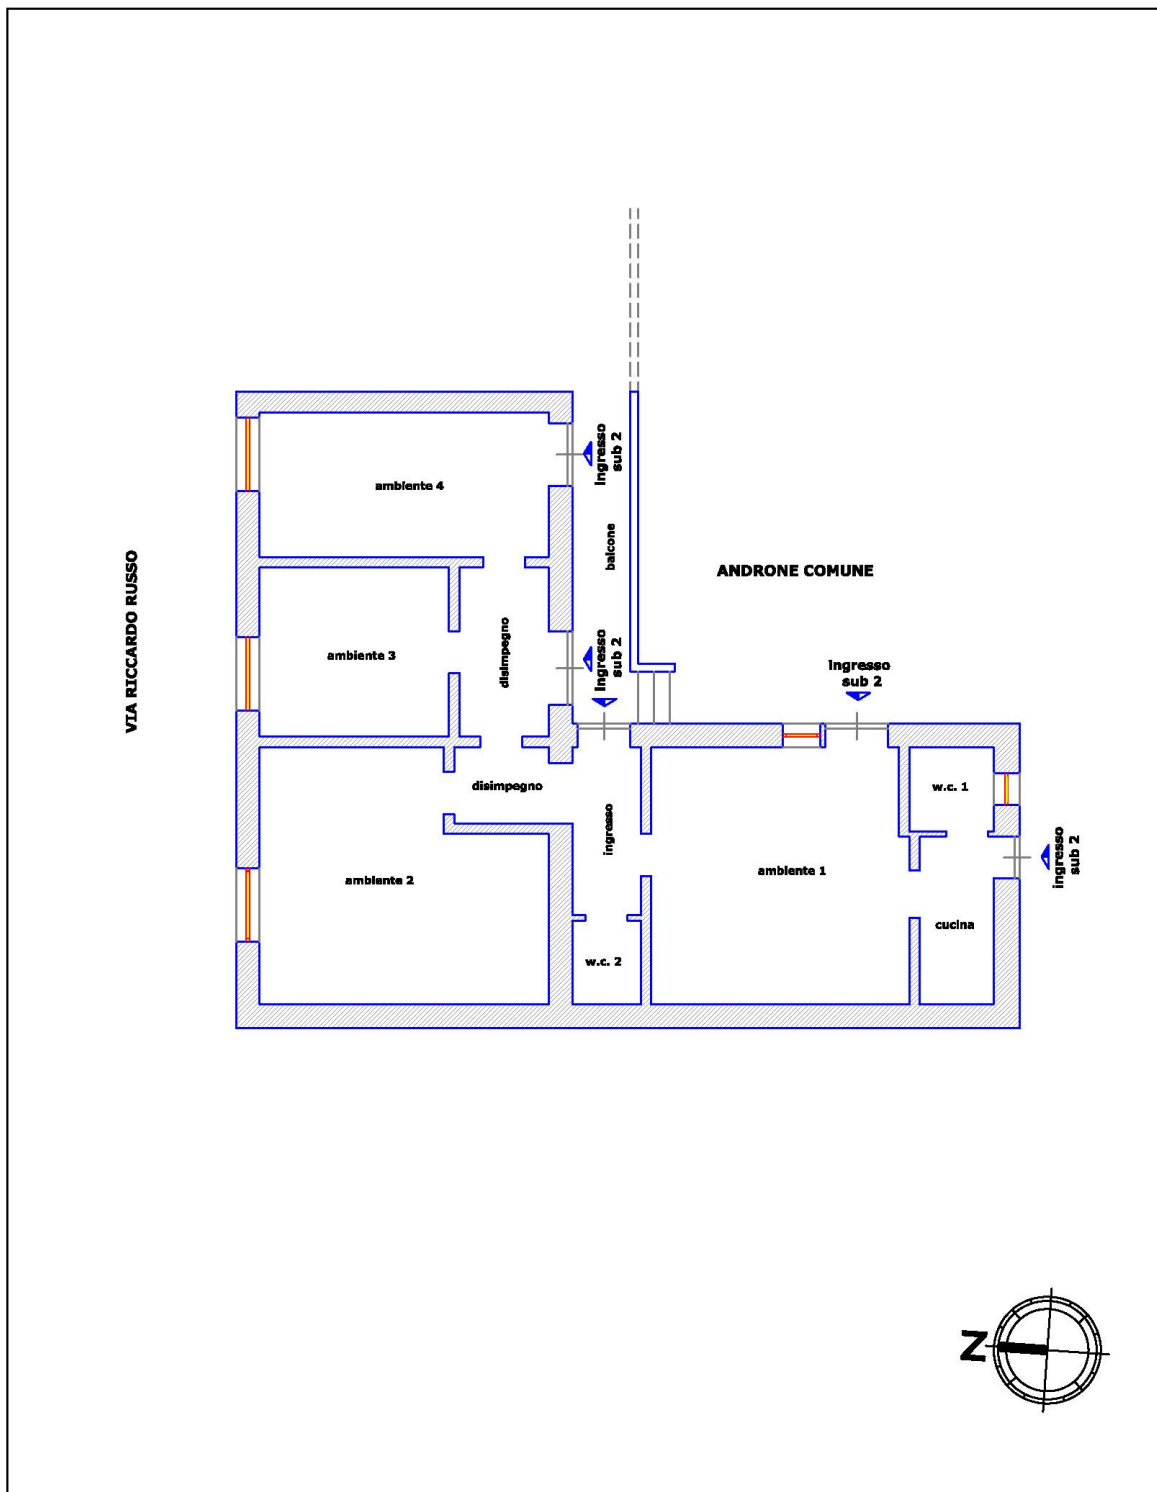 ingresso
sub 2
ambiente 4
balcone
VIA RICCARDO RUSSO
ANDRONE COMUNE
disimpegno
ambiente 3
ingresso
sub 2
ingresso
sub 2
disimpegno
w.c. 1
ingresso
ambiente 2
ambiente 1
ingresso
sub 2
cucina
w.c. 2
N